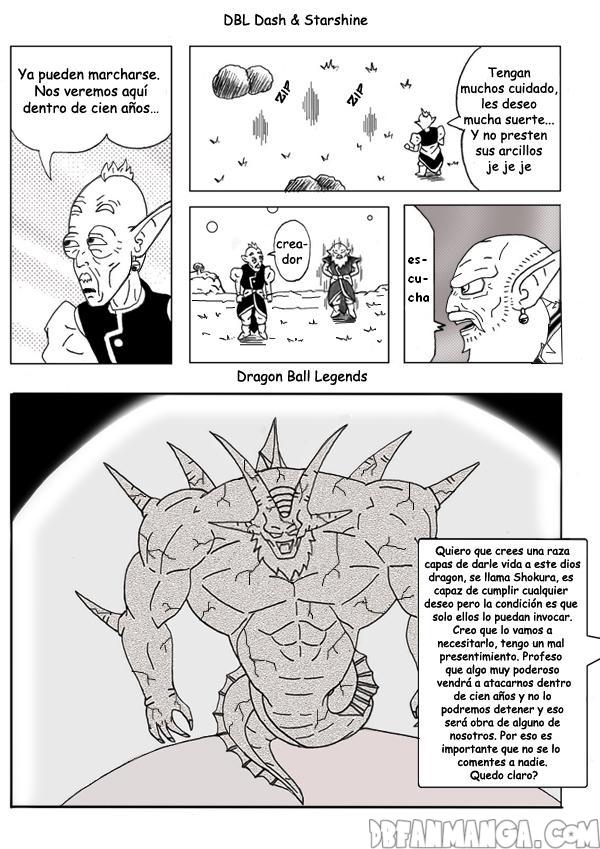 DBL Dash & Starshine
Ya pueden marcharse.
Nos veremos aquí
dentro de cien años...
ZIP
ZIP
Tengan
muchos cuidado,
les deseo
mucha suerte...
Y no presten
sus arcillos
je je je
crea-
dor
es-
cu-
cha
Dragon Ball Legends
Quiero que crees una raza
capas de darle vida a este dios
dragon, se llama Shokura, es
capaz de cumplir cualquier
deseo pero la condición es que
solo ellos lo puedan invocar.
Creo que lo vamos a
necesitarlo, tengo un mal
presentimiento. Profeso
que algo muy poderoso
vendrá a atacarnos dentro
de cien años y no lo
podremos detener y eso
será obra de alguno de
nosotros. Por eso es
importante que no se lo
comentes a nadie.
Quedo claro?
DBFANMANGA.COM